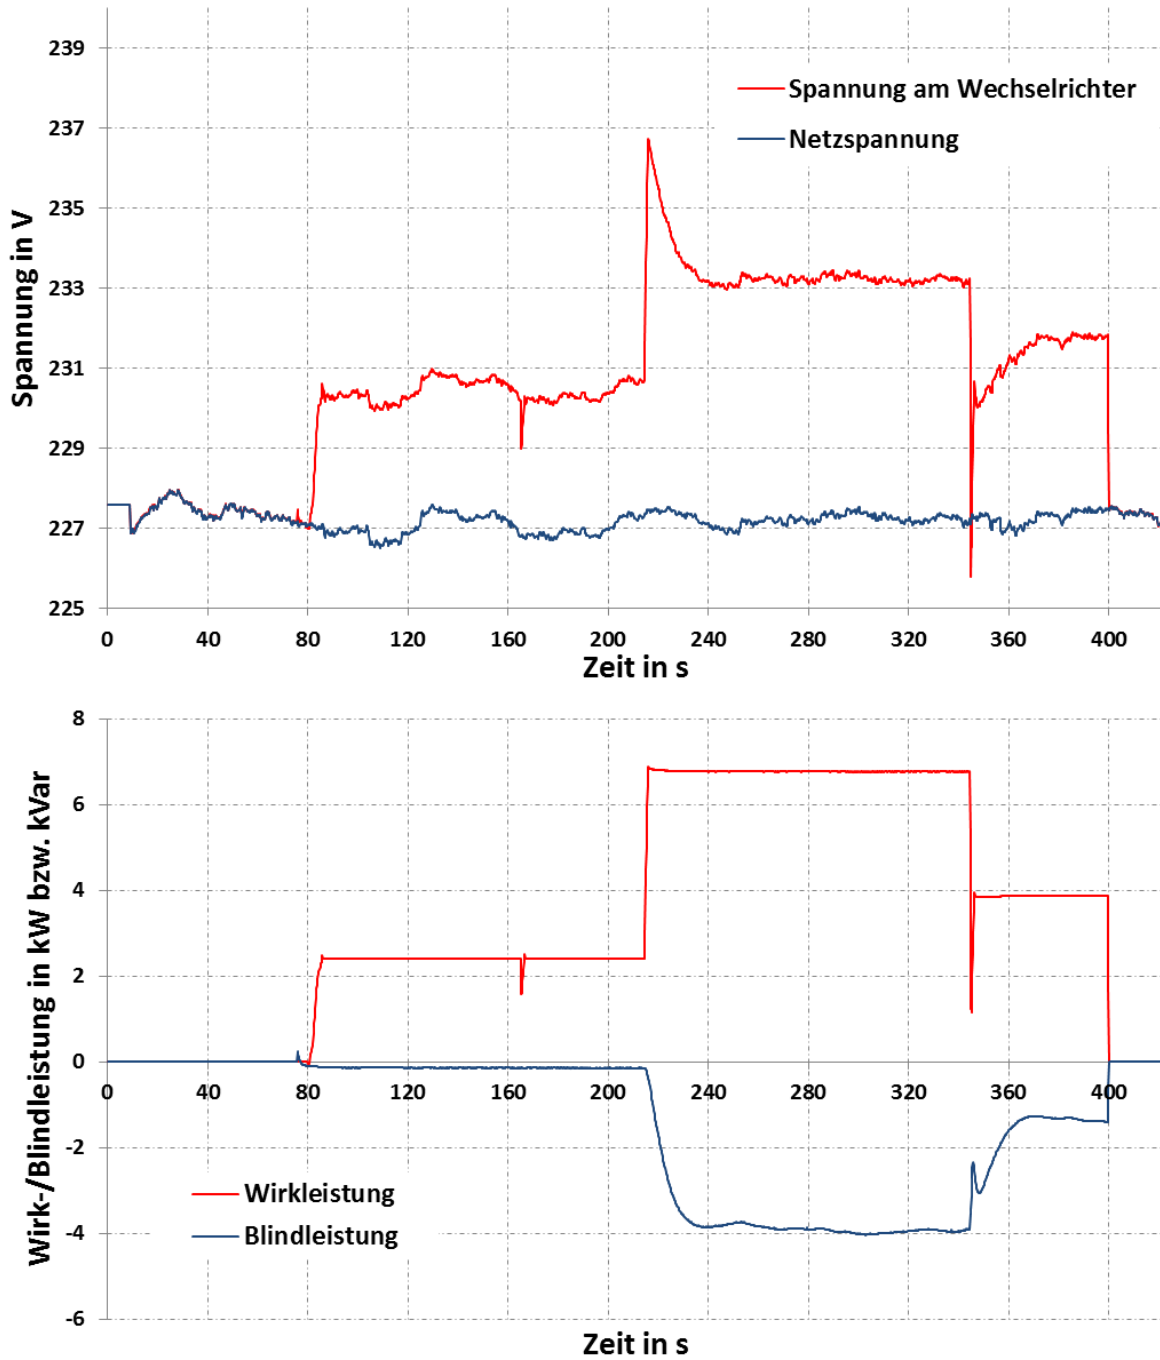 239
237
235
233
231
229
227
225
Spannung in V
Spannung am Wechselrichter
Netzspannung
0 40 80 120 160 200 240 280 320 360 400
Zeit in s
8
6
4
2
0
-2
-4
-6
Wirk-/Blindleistung in kW bzw. kVar
0 40 80 120 160 200 240 280 320 360 400
Wirkleistung
Blindleistung
Zeit in s